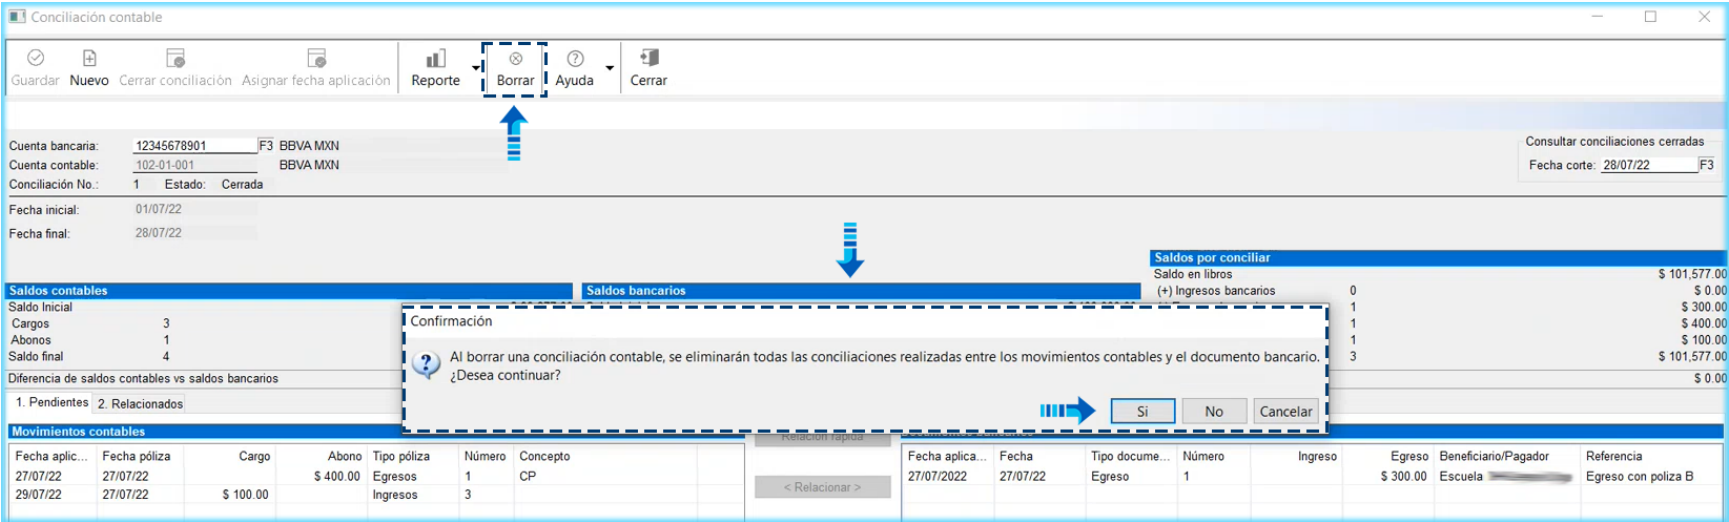 Conciliación contable
Guardar Nuevo Cerrar conciliación Asignar fecha aplicación Reporte Borrar Ayuda Cerrar
Cuenta bancaria: 12345678901 F3 BBVA MXN
Consultar conciliaciones cerradas
Cuenta contable: 102-01-001 BBVA MXN
Fecha corte: 28/07/22 F3
Conciliación No.: 1 Estado: Cerrada
Fecha inicial: 01/07/22
Fecha final: 28/07/22
Saldos por conciliar
Saldo en libros $ 101,577.00
(+) Ingresos bancarios 0 $ 0.00
1 $ 300.00
1 $ 400.00
1 $ 100.00
3 $ 101,577.00
$ 0.00
Saldos contables
Saldo Inicial
Cargos 3
Abonos 1
Saldo final 4
Saldos bancarios
Diferencia de saldos contables vs saldos bancarios
Confirmación
Al borrar una conciliación contable, se eliminarán todas las conciliaciones realizadas entre los movimientos contables y el documento bancario.
¿Desea continuar?
Si No Cancelar
1. Pendientes 2. Relacionados
Movimientos contables
Fecha aplic... Fecha póliza Cargo Abono Tipo póliza Número Concepto
27/07/22 27/07/22 $ 400.00 Egresos 1 CP
29/07/22 27/07/22 $ 100.00 Ingresos 3
Relación rápida
< Relacionar >
Fecha aplica... Fecha Tipo docume... Número Ingreso Egreso Beneficiario/Pagador Referencia
27/07/2022 27/07/22 Egreso 1 $ 300.00 Escuela Egreso con poliza B